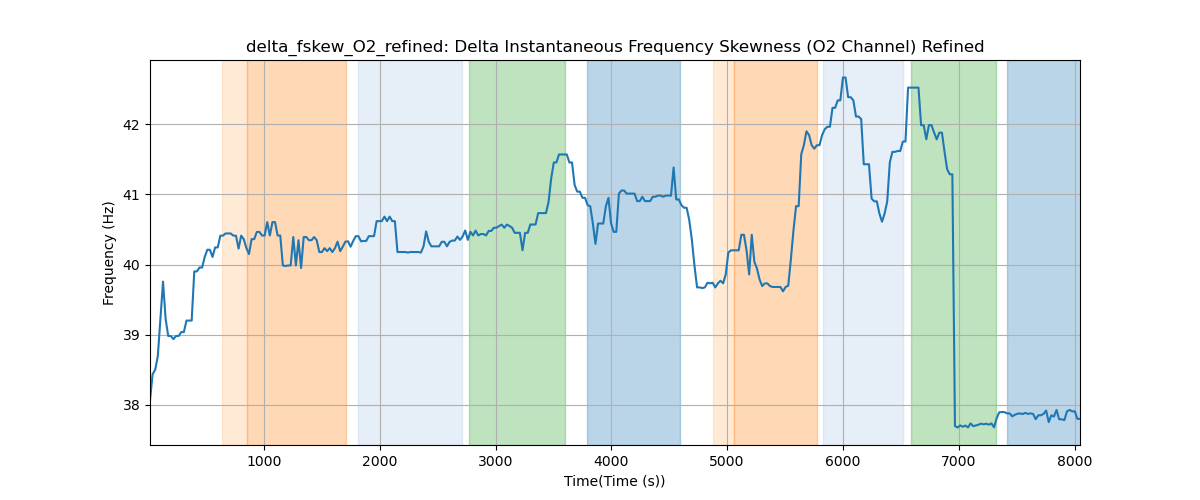 delta_fskew_O2_refined: Delta Instantaneous Frequency Skewness (O2 Channel) Refined
Frequency (Hz)
42
41
40
39
38
1000 2000 3000 4000 5000 6000 7000 8000
Time(Time (s))